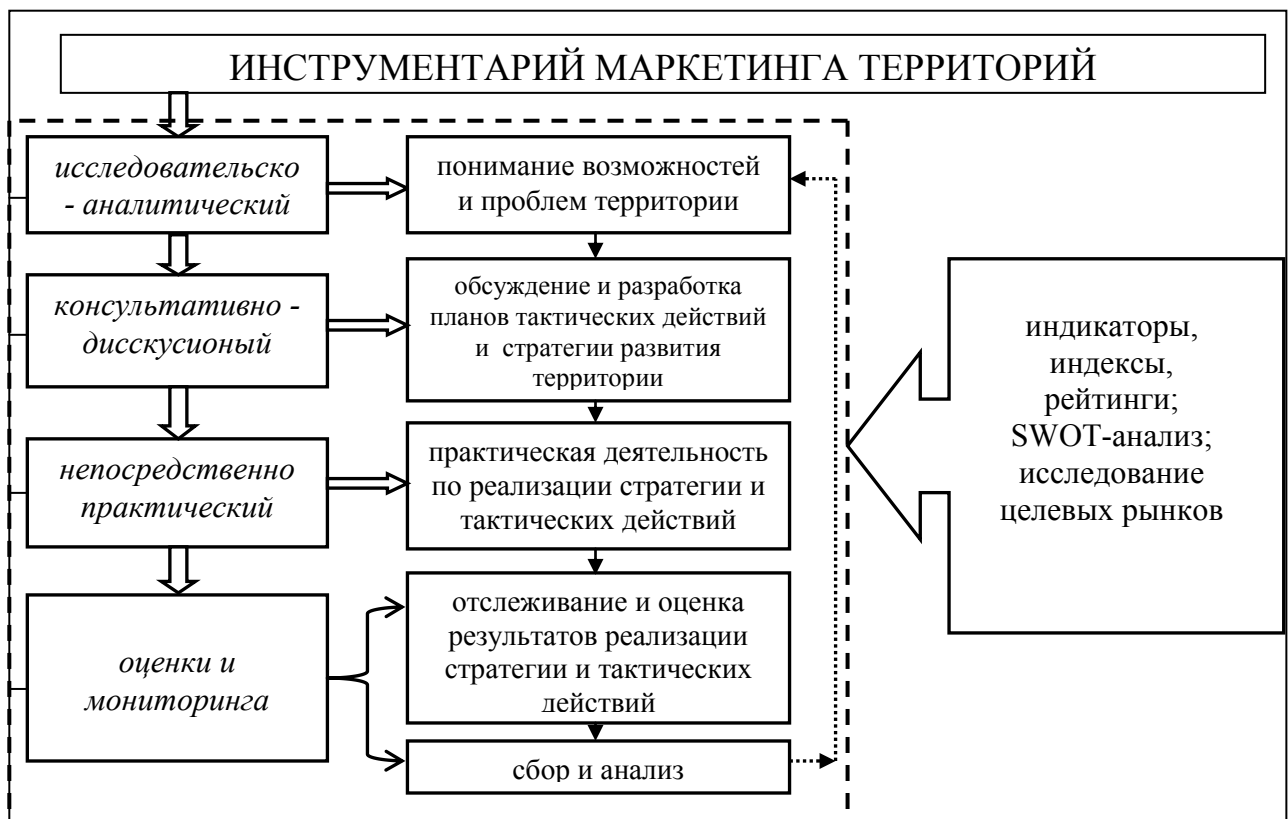 ИНСТРУМЕНТАРИЙ МАРКЕТИНГА ТЕРРИТОРИЙ
исследовательско
- аналитический
понимание возможностей
и проблем территории
консультативно -
дисскусионый
обсуждение и разработка
планов тактических действий
и стратегии развития
территории
непосредственно
практический
практическая деятельность
по реализации стратегии и
тактических действий
оценки и
мониторинга
отслеживание и оценка
результатов реализации
стратегии и тактических
действий
сбор и анализ
индикаторы,
индексы,
рейтинги;
SWOT-анализ;
исследование
целевых рынков